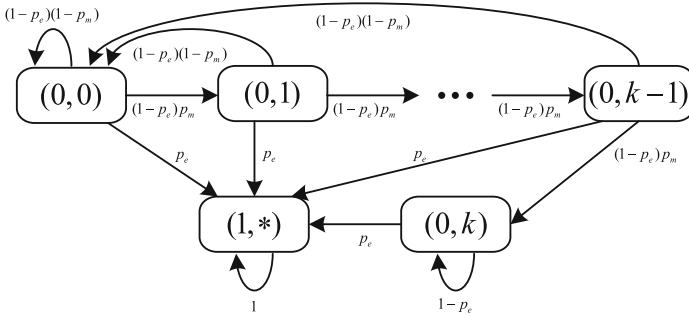 (1-p_e)(1-p_m)
(1-p_e)(1-p_m)
(1-p_e)(1-p_m)
(0,0)
(1-p_e)p_m
(0,1)
(1-p_e)p_m
•••
(1-p_e)p_m
(0,k-1)
p_e
p_e
p_e
(1-p_e)p_m
(1,*)
p_e
(0,k)
1
1-p_e